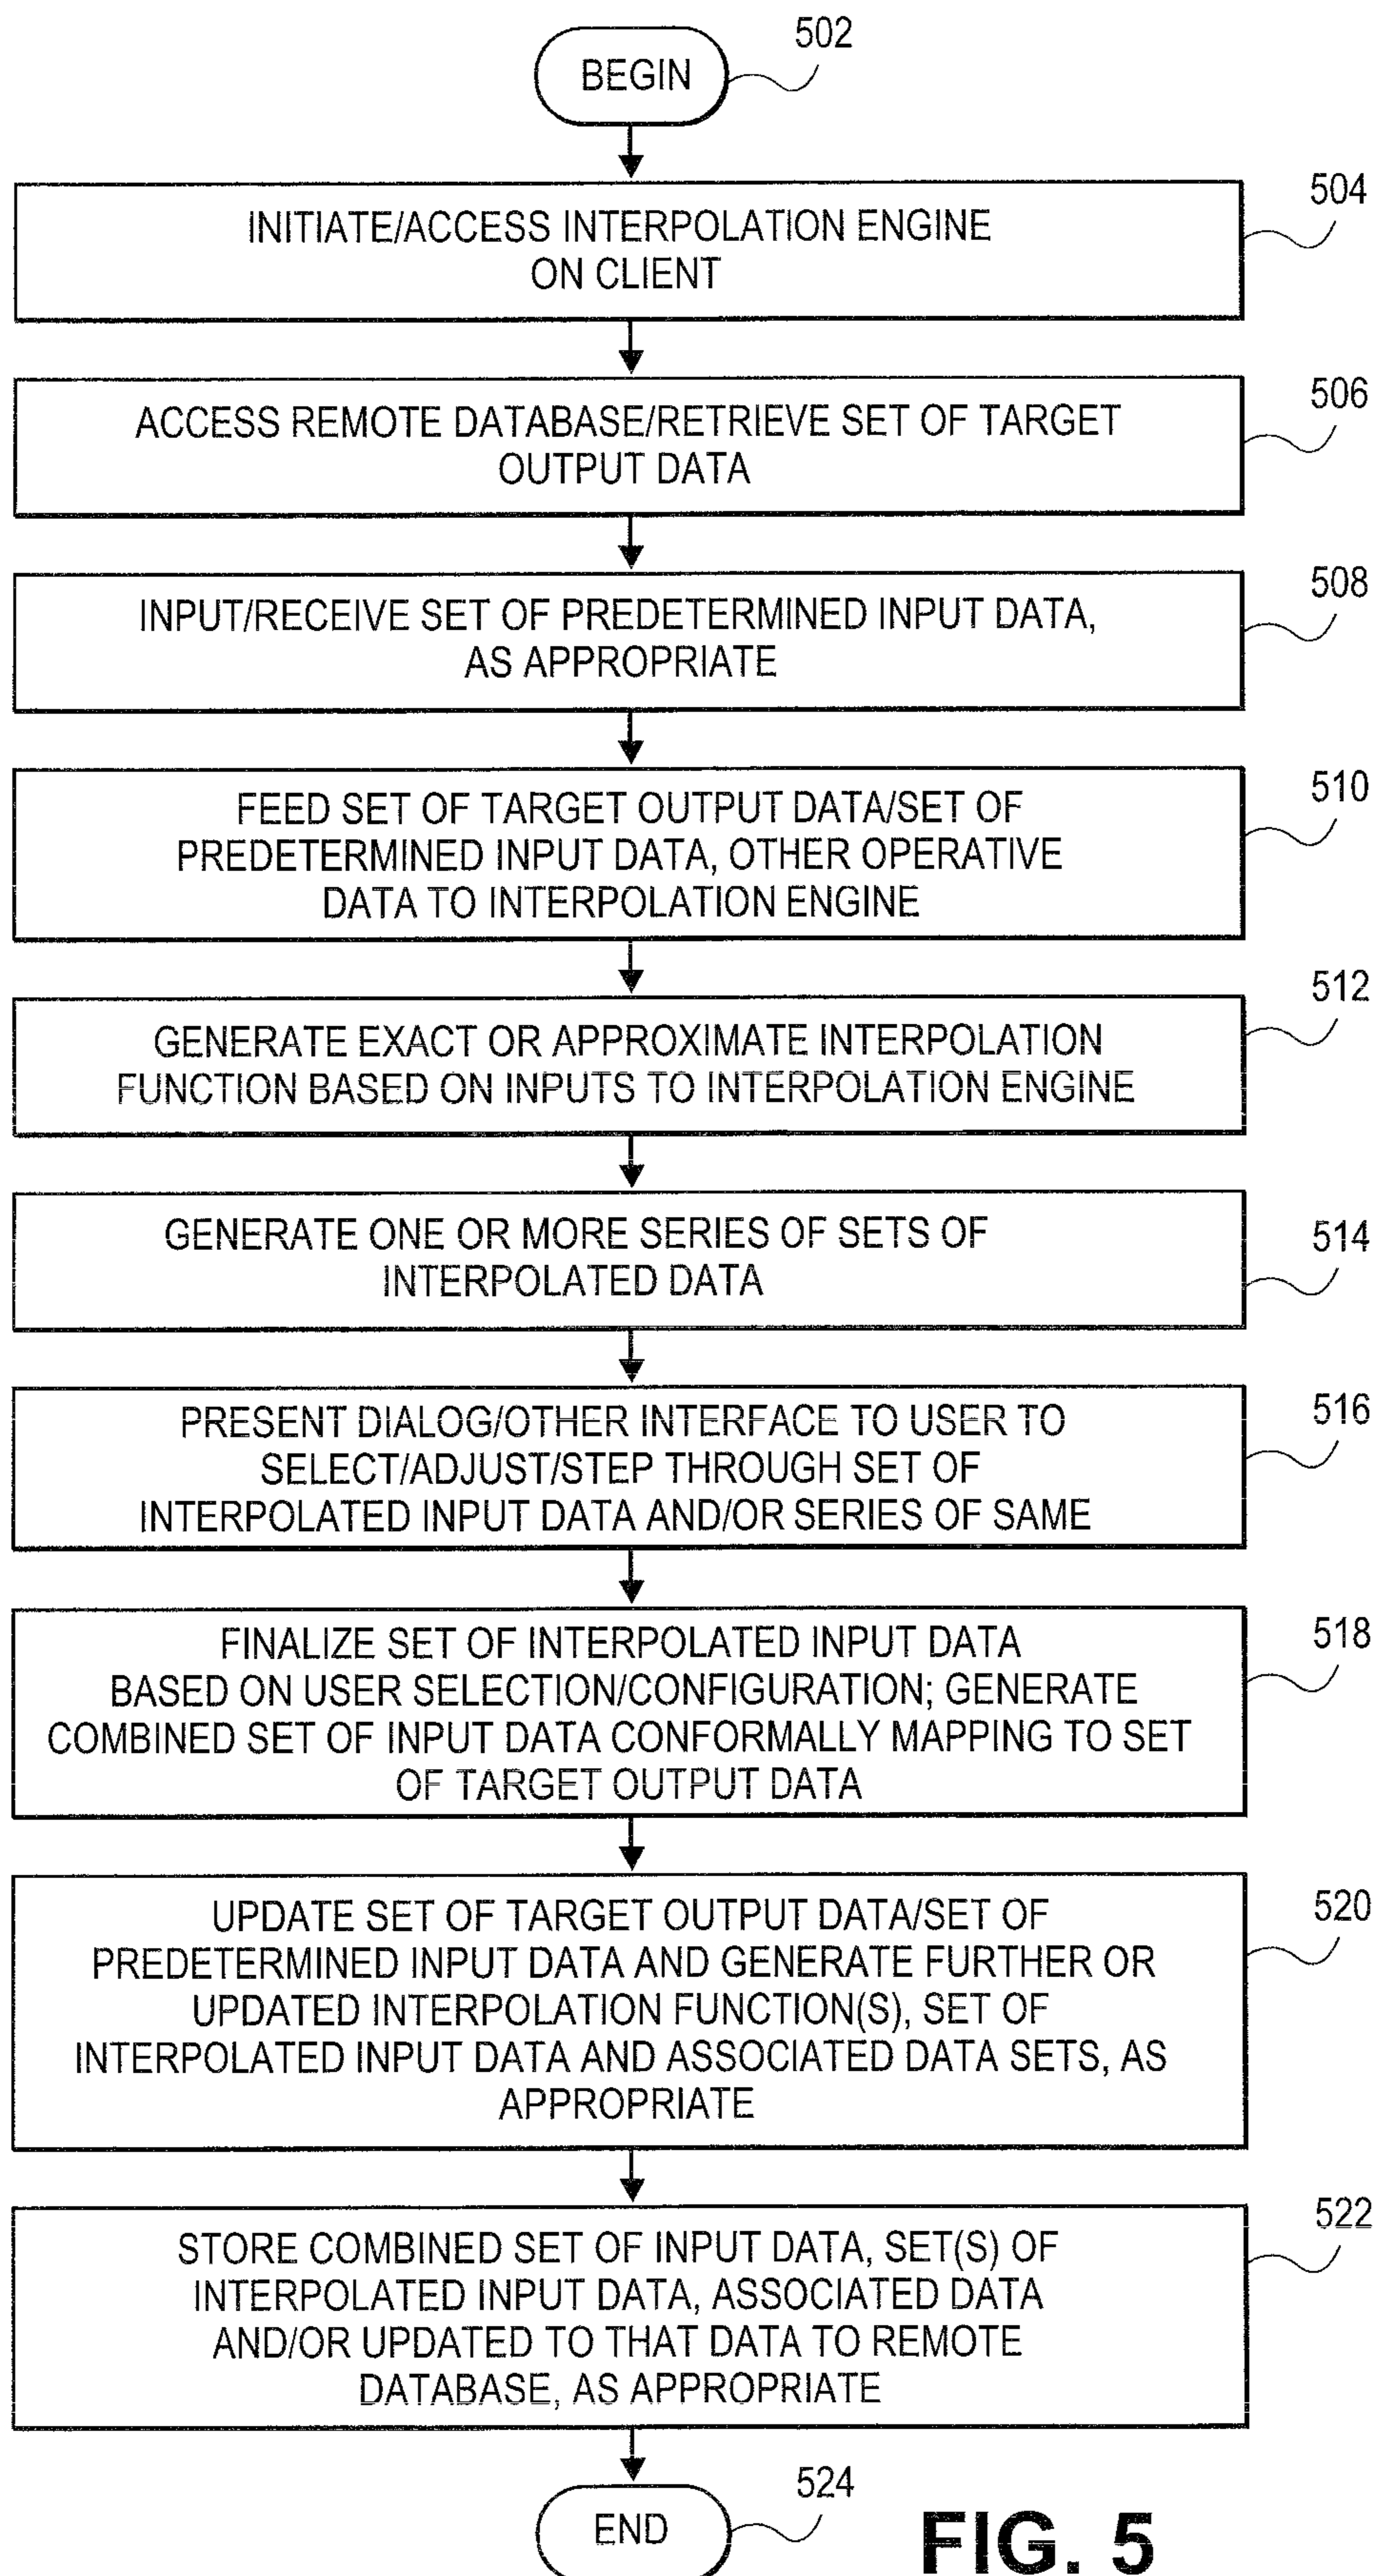 502
BEGIN
504
INITIATE/ACCESS INTERPOLATION ENGINE
ON CLIENT
506
ACCESS REMOTE DATABASE/RETRIEVE SET OF TARGET
OUTPUT DATA
508
INPUT/RECEIVE SET OF PREDETERMINED INPUT DATA,
AS APPROPRIATE
510
FEED SET OF TARGET OUTPUT DATA/SET OF
PREDETERMINED INPUT DATA, OTHER OPERATIVE
DATA TO INTERPOLATION ENGINE
512
GENERATE EXACT OR APPROXIMATE INTERPOLATION
FUNCTION BASED ON INPUTS TO INTERPOLATION ENGINE
514
GENERATE ONE OR MORE SERIES OF SETS OF
INTERPOLATED DATA
516
PRESENT DIALOG/OTHER INTERFACE TO USER TO
SELECT/ADJUST/STEP THROUGH SET OF
INTERPOLATED INPUT DATA AND/OR SERIES OF SAME
518
FINALIZE SET OF INTERPOLATED INPUT DATA
BASED ON USER SELECTION/CONFIGURATION; GENERATE
COMBINED SET OF INPUT DATA CONFORMALLY MAPPING TO SET
OF TARGET OUTPUT DATA
520
UPDATE SET OF TARGET OUTPUT DATA/SET OF
PREDETERMINED INPUT DATA AND GENERATE FURTHER OR
UPDATED INTERPOLATION FUNCTION(S), SET OF
INTERPOLATED INPUT DATA AND ASSOCIATED DATA SETS, AS
APPROPRIATE
522
STORE COMBINED SET OF INPUT DATA, SET(S) OF
INTERPOLATED INPUT DATA, ASSOCIATED DATA
AND/OR UPDATED TO THAT DATA TO REMOTE
DATABASE, AS APPROPRIATE
524
END
FIG. 5